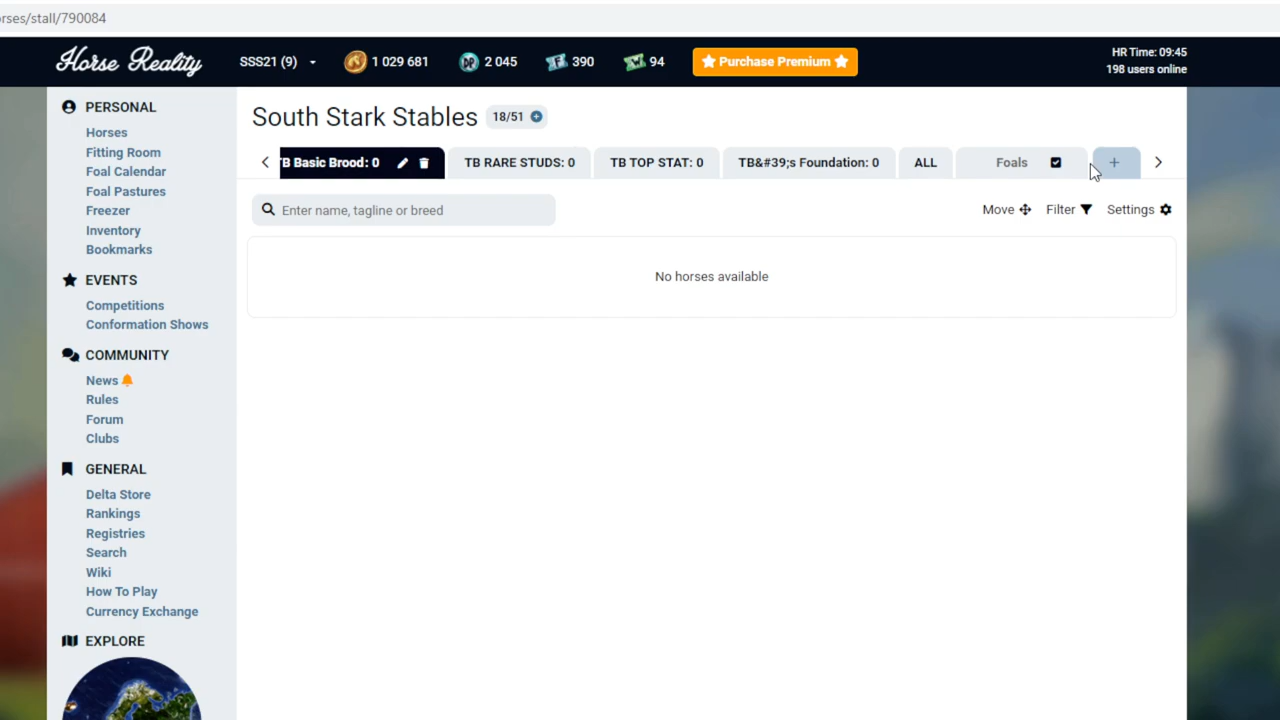 rses/stall/790084
Horse Reality
SSS21 (9)
1 029 681
2 045
390
94
Purchase Premium
HR Time: 09:45
198 users online
PERSONAL
Horses
Fitting Room
Foal Calendar
Foal Pastures
Freezer
Inventory
Bookmarks
EVENTS
Competitions
Conformation Shows
COMMUNITY
News
Rules
Forum
Clubs
GENERAL
Delta Store
Rankings
Registries
Search
Wiki
How To Play
Currency Exchange
EXPLORE
South Stark Stables
18/51
TB Basic Brood: 0
TB RARE STUDS: 0
TB TOP STAT: 0
TB&#39;s Foundation: 0
ALL
Foals
+
Enter name, tagline or breed
Move
Filter
Settings
No horses available